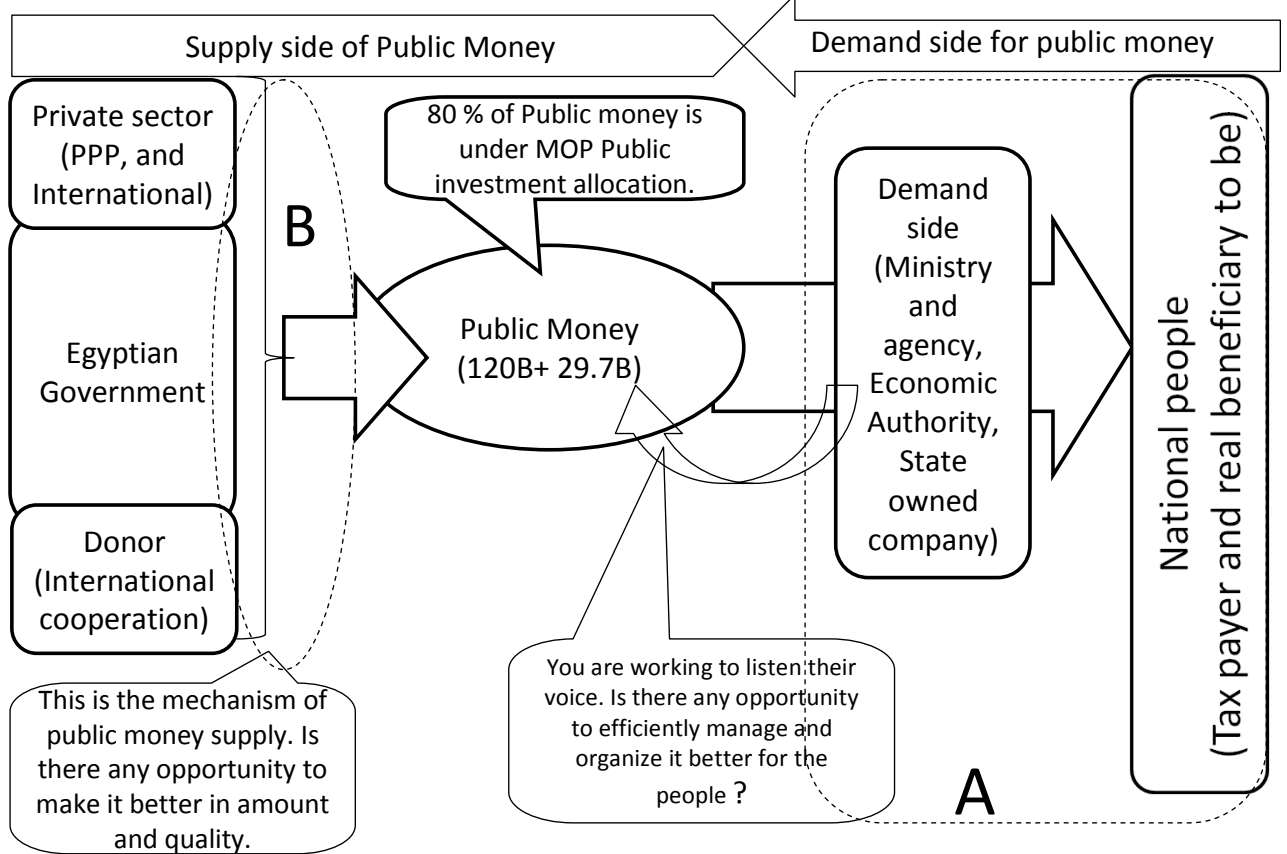 Supply side of Public Money
Demand side for public money
Private sector
(PPP, and
International)
Egyptian
Government
Donor
(International
cooperation)
B
80 % of Public money is
under MOP Public
investment allocation.
Public Money
(120B+ 29.7B)
Demand
side
(Ministry
and
agency,
Economic
Authority,
State
owned
company)
National people
(Tax payer and real beneficiary to be)
This is the mechanism of
public money supply. Is
there any opportunity to
make it better in amount
and quality.
You are working to listen their
voice. Is there any opportunity
to efficiently manage and
organize it better for the
people ?
A